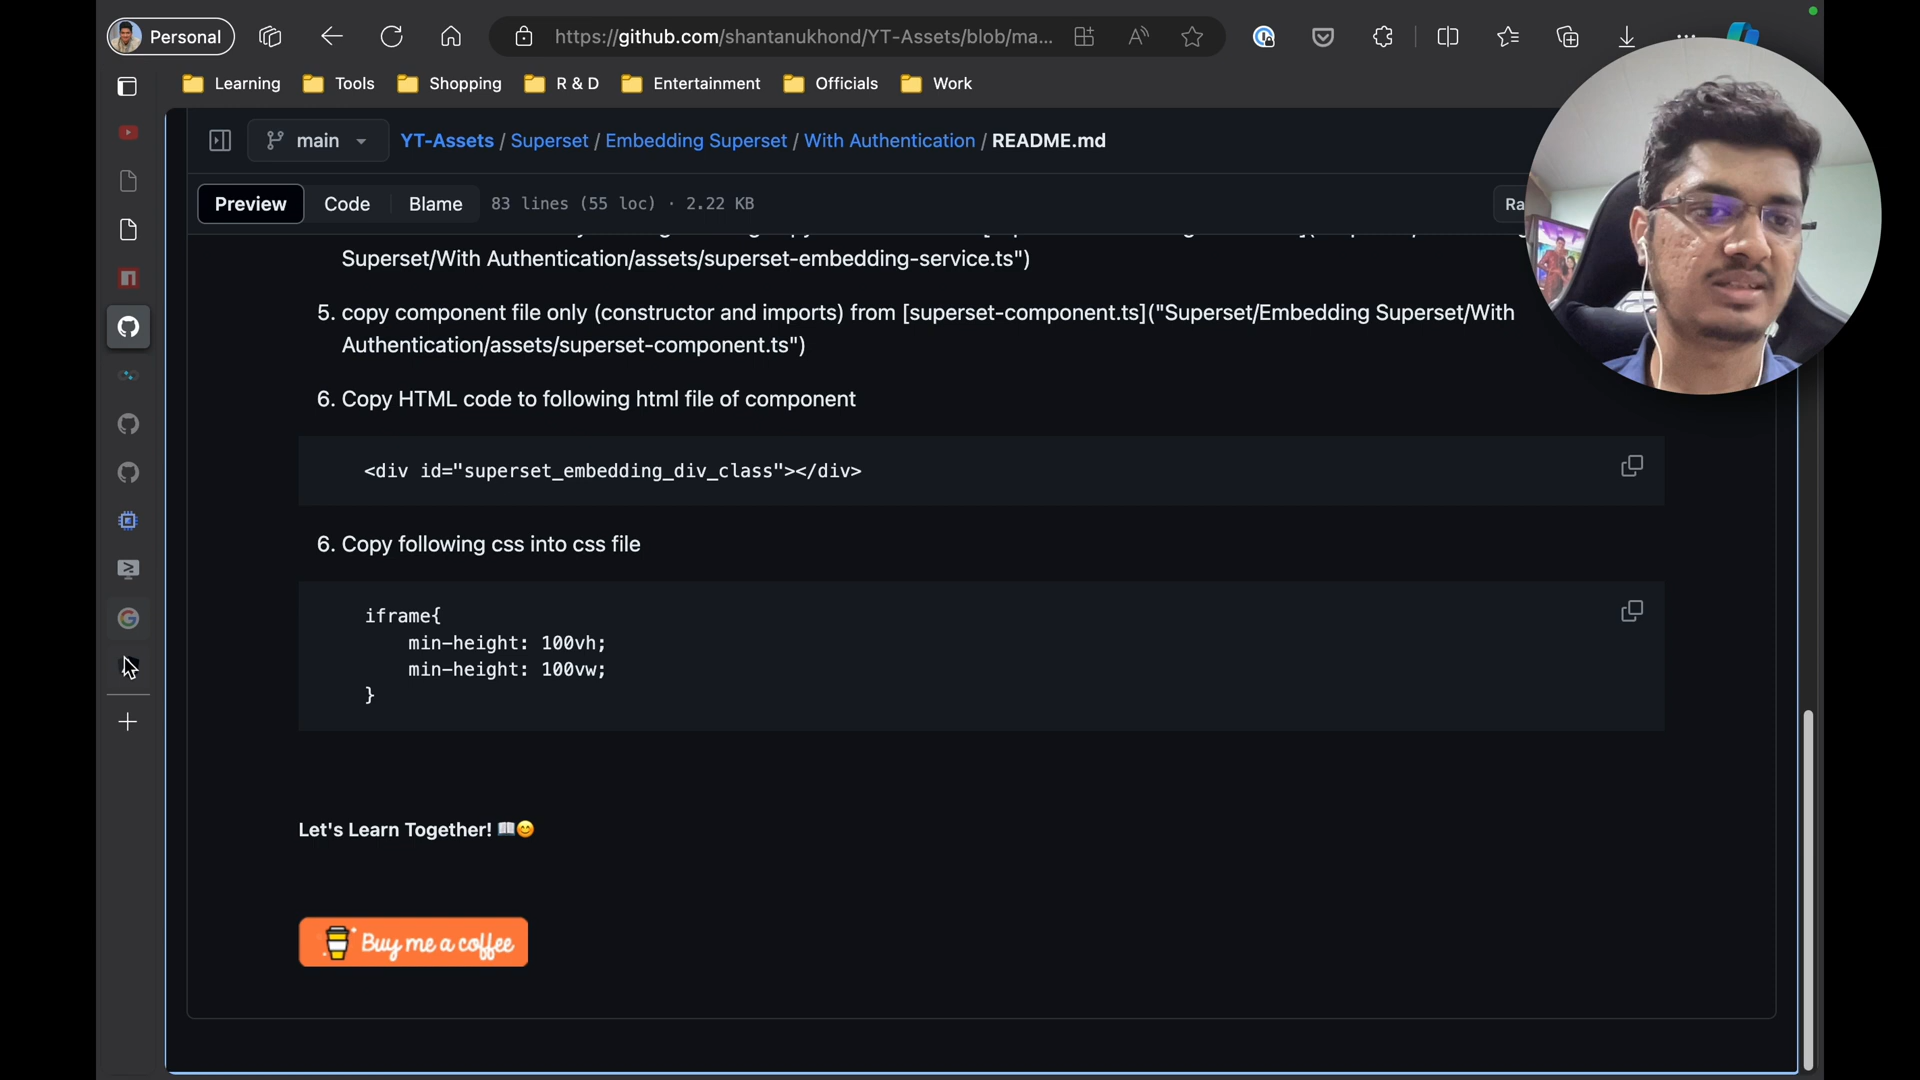 Personal
https://github.com/shantanukhond/YT-Assets/blob/ma...
Learning
Tools
Shopping
R & D
Entertainment
Officials
Work
main
YT-Assets / Superset / Embedding Superset / With Authentication / README.md
Preview
Code
Blame
83 lines (55 loc) · 2.22 KB
Ra
Superset/With Authentication/assets/superset-embedding-service.ts")
5. copy component file only (constructor and imports) from [superset-component.ts]("Superset/Embedding Superset/With
Authentication/assets/superset-component.ts")
6. Copy HTML code to following html file of component
<div id="superset_embedding_div_class"></div>
6. Copy following css into css file
iframe{
min-height: 100vh;
min-height: 100vw;
}
Let's Learn Together! 📖😊
Buy me a coffee